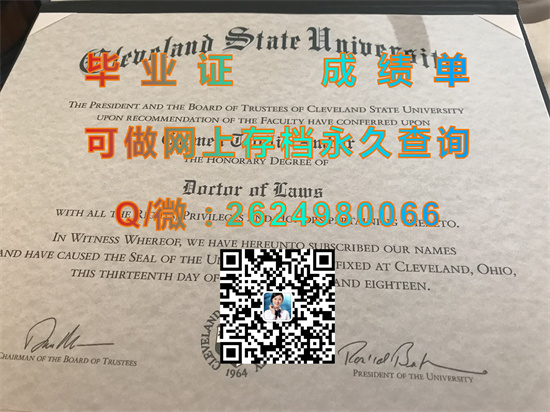 Cleveland State University
毕业证 成绩单
THE PRESIDENT AND THE BOARD OF TRUSTEES OF CLEVELAND STATE UNIVERSITY
UPON RECOMMENDATION OF THE FACULTY HAVE CONFERRED UPON
可做网上存档永久查询
THE HONORARY DEGREE OF
Doctor of Laws
Q/微:2624980066
WITH ALL THE
IN WITNESS WHEREOF, WE HAVE HEREUNTO SUBSCRIBED OUR NAMES
AND HAVE CAUSED THE SEAL OF THE FIXED AT CLEVELAND, OHIO,
THIS THIRTEENTH DAY OF AND EIGHTEEN.
CHAIRMAN OF THE BOARD OF TRUSTEES
CLEVELAND
1964
PRESIDENT OF THE UNIVERSITY